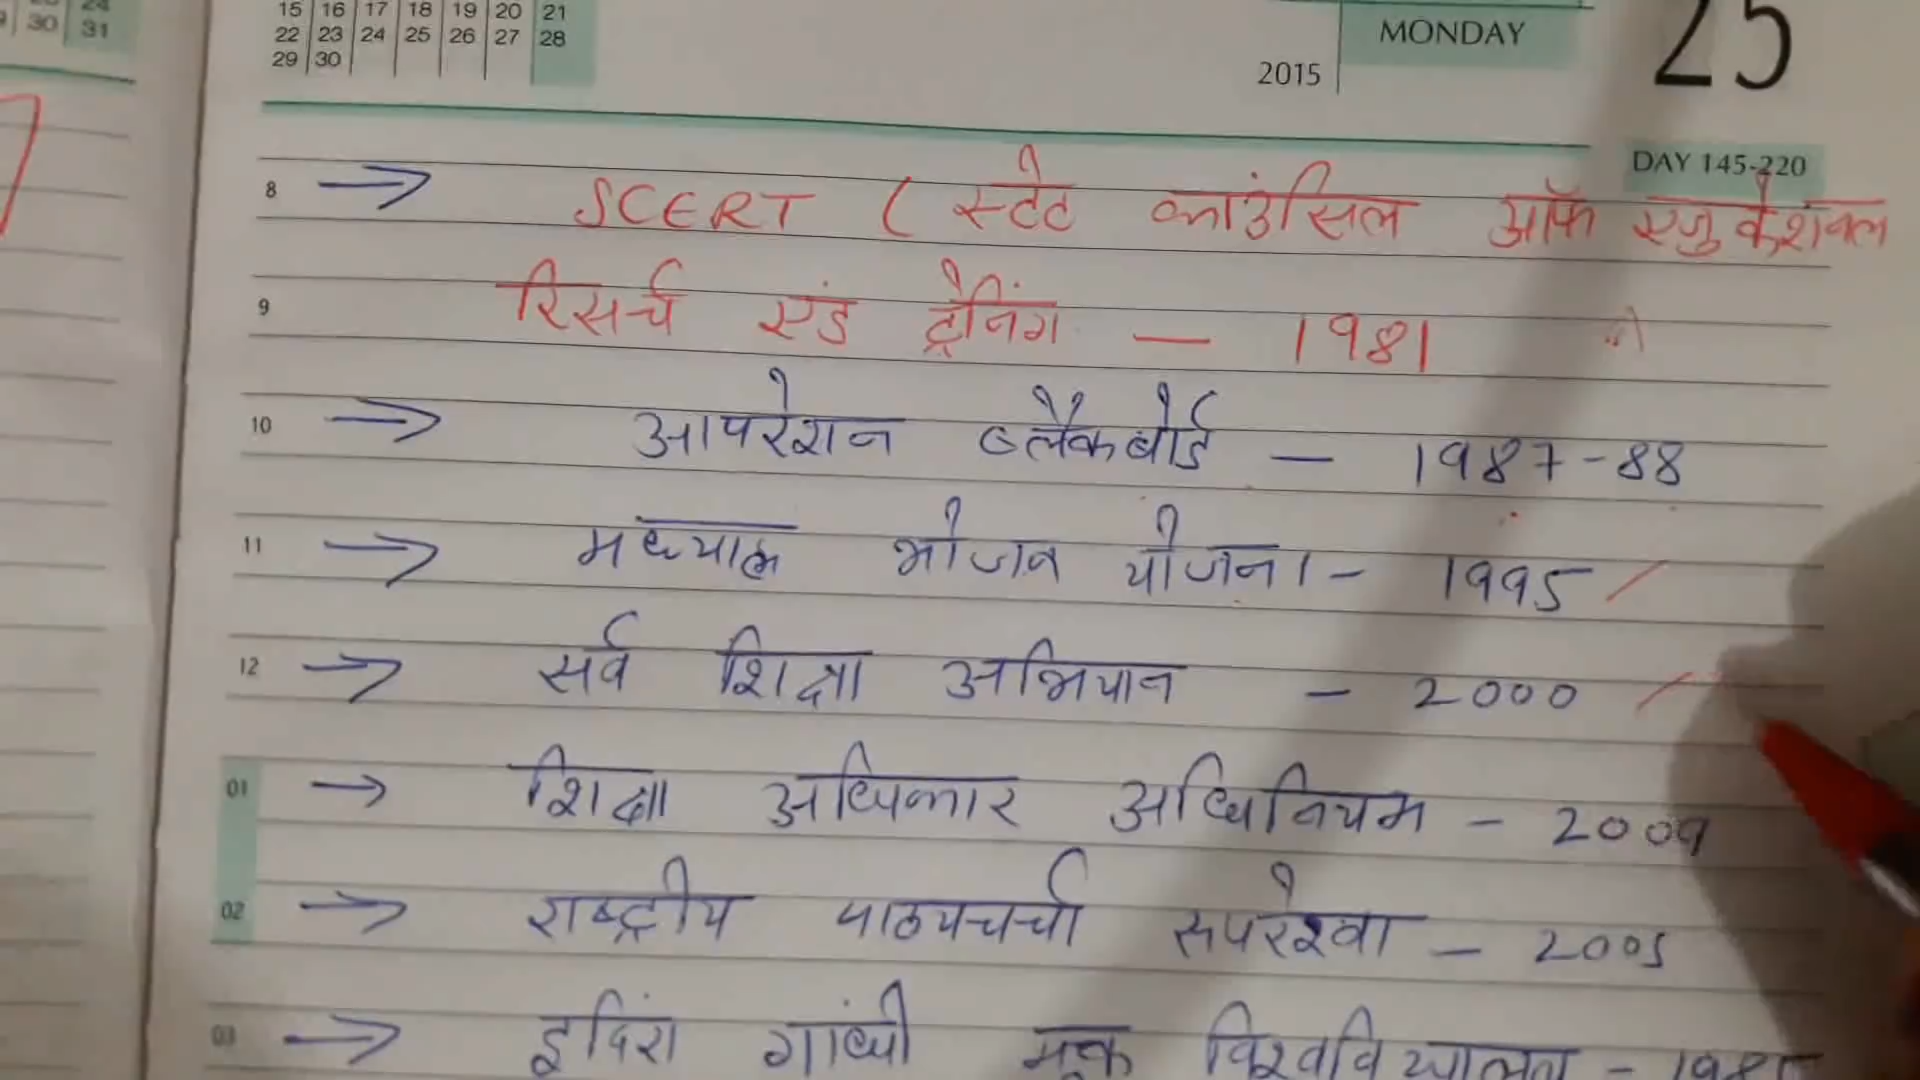 24
30 31
15 16 17 18 19 20 21
22 23 24 25 26 27 28
29 30
MONDAY
2015
25
DAY 145-220
8 → SCERT ( स्टेट काउंसिल ऑफ एजुकेशनल
9 रिसर्च एंड ट्रेनिंग — 1981
10 → आपरेशन ब्लैकबोर्ड — 1987-88
11 → मध्याह्न भोजन योजना - 1995
12 → सर्व शिक्षा अभियान - 2000
01 → शिक्षा अधिकार अधिनियम - 2009
02 → राष्ट्रीय पाठ्यचर्चा रुपरेखा - 2005
03 → इंदिरा गांधी मुक्त विश्वविद्यालय - 1985